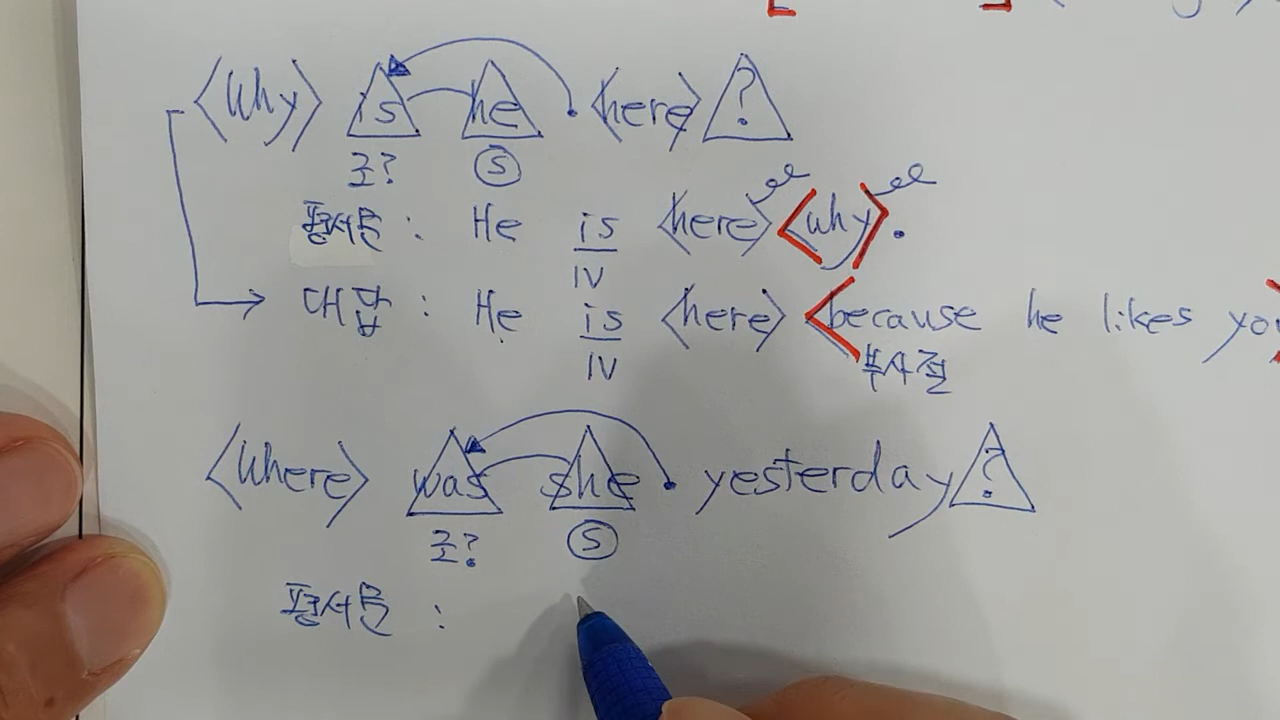 <Why> is he <here> ?
조? S
평서문 : He is <here> <why>.
IV
대답 : He is <here> <because he likes you
IV 부사절
<Where> was she yesterday ?
조? S
평서문 :